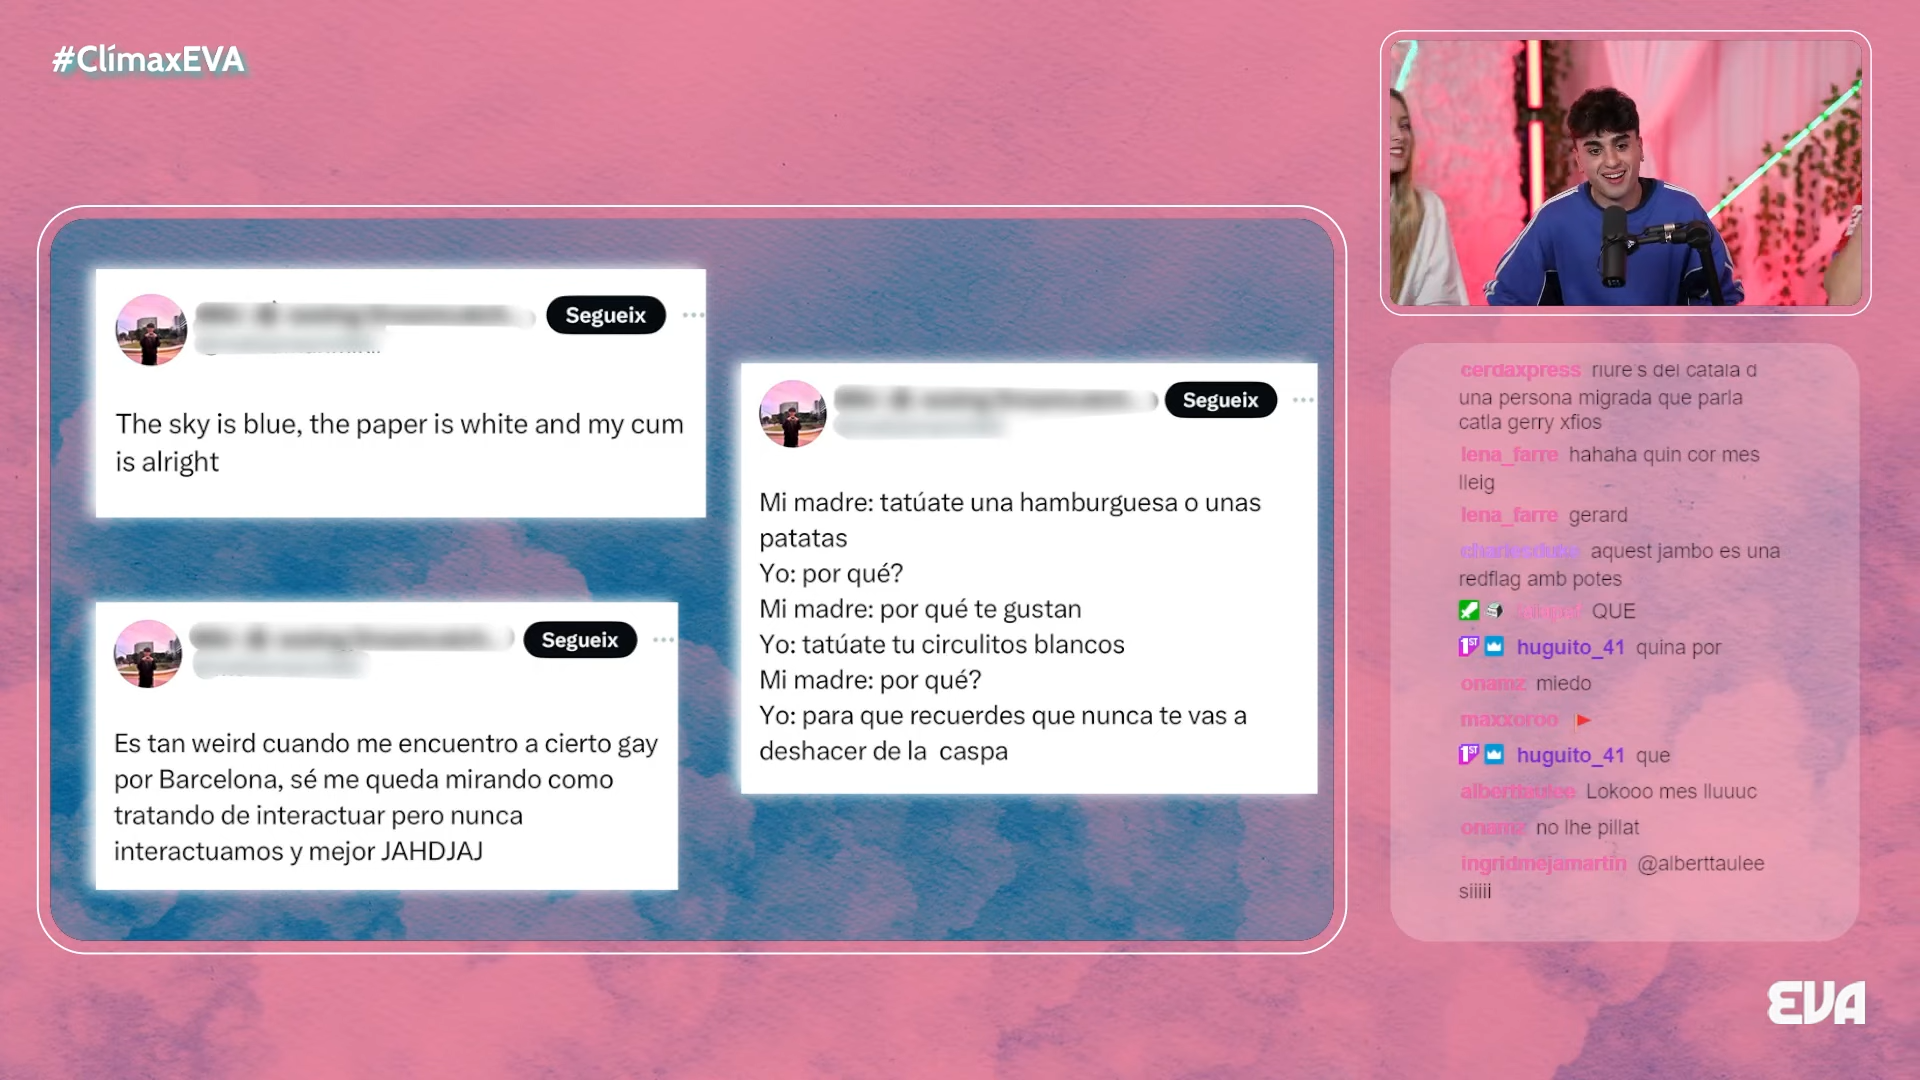 #ClímaxEVA
Segueix
The sky is blue, the paper is white and my cum
is alright
Segueix
Es tan weird cuando me encuentro a cierto gay
por Barcelona, sé me queda mirando como
tratando de interactuar pero nunca
interactuamos y mejor JAHDJAJ
Segueix
Mi madre: tatúate una hamburguesa o unas
patatas
Yo: por qué?
Mi madre: por qué te gustan
Yo: tatúate tu circulitos blancos
Mi madre: por qué?
Yo: para que recuerdes que nunca te vas a
deshacer de la caspa
cerdaxpress riure's del catala d
una persona migrada que parla
catla gerry xfios
lena_farre hahaha quin cor mes
lleig
lena_farre gerard
aquest jambo es una
redflag amb potes
QUE
1ST huguito_41 quina por
onamz miedo
maxxoroo
1ST huguito_41 que
alberttaulee Lokooo mes lluuuc
onamz no lhe pillat
ingridmejamartin @alberttaulee
siiiii
EVA